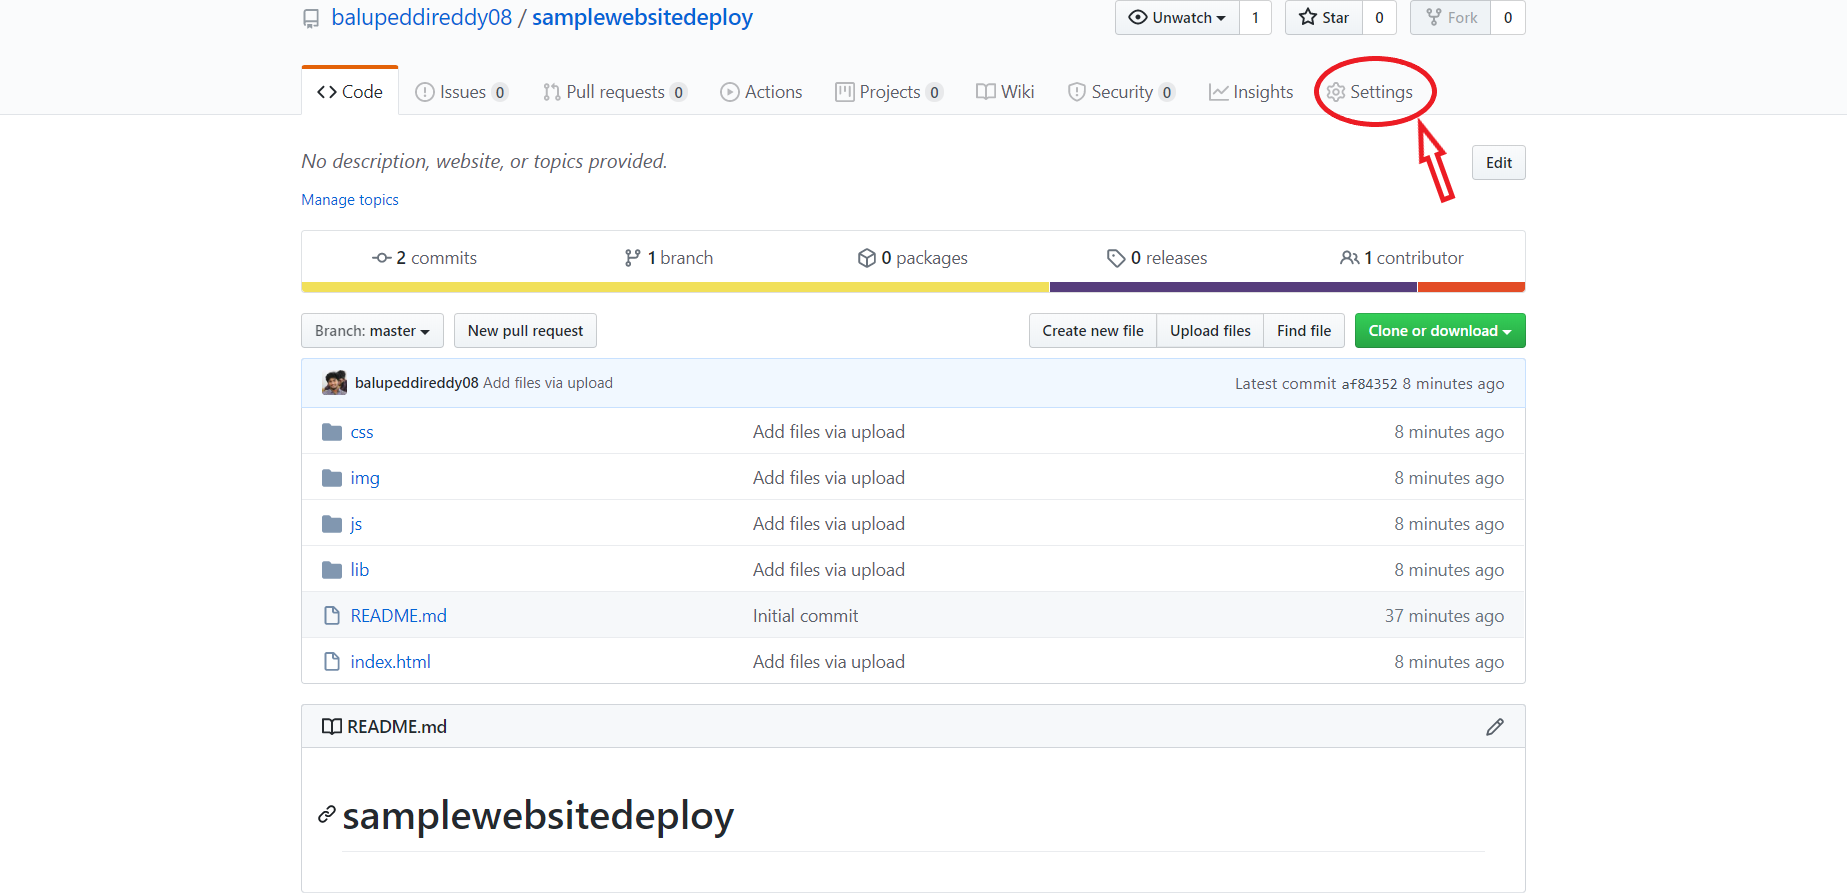 balupeddireddy08 / samplewebsitedeploy
Unwatch 1 Star 0 Fork 0
Code Issues 0 Pull requests 0 Actions Projects 0 Wiki Security 0 Insights Settings
No description, website, or topics provided.
Edit
Manage topics
2 commits 1 branch 0 packages 0 releases 1 contributor
Branch: master New pull request Create new file Upload files Find file Clone or download
balupeddireddy08 Add files via upload Latest commit af84352 8 minutes ago
css Add files via upload 8 minutes ago
img Add files via upload 8 minutes ago
js Add files via upload 8 minutes ago
lib Add files via upload 8 minutes ago
README.md Initial commit 37 minutes ago
index.html Add files via upload 8 minutes ago
README.md
samplewebsitedeploy